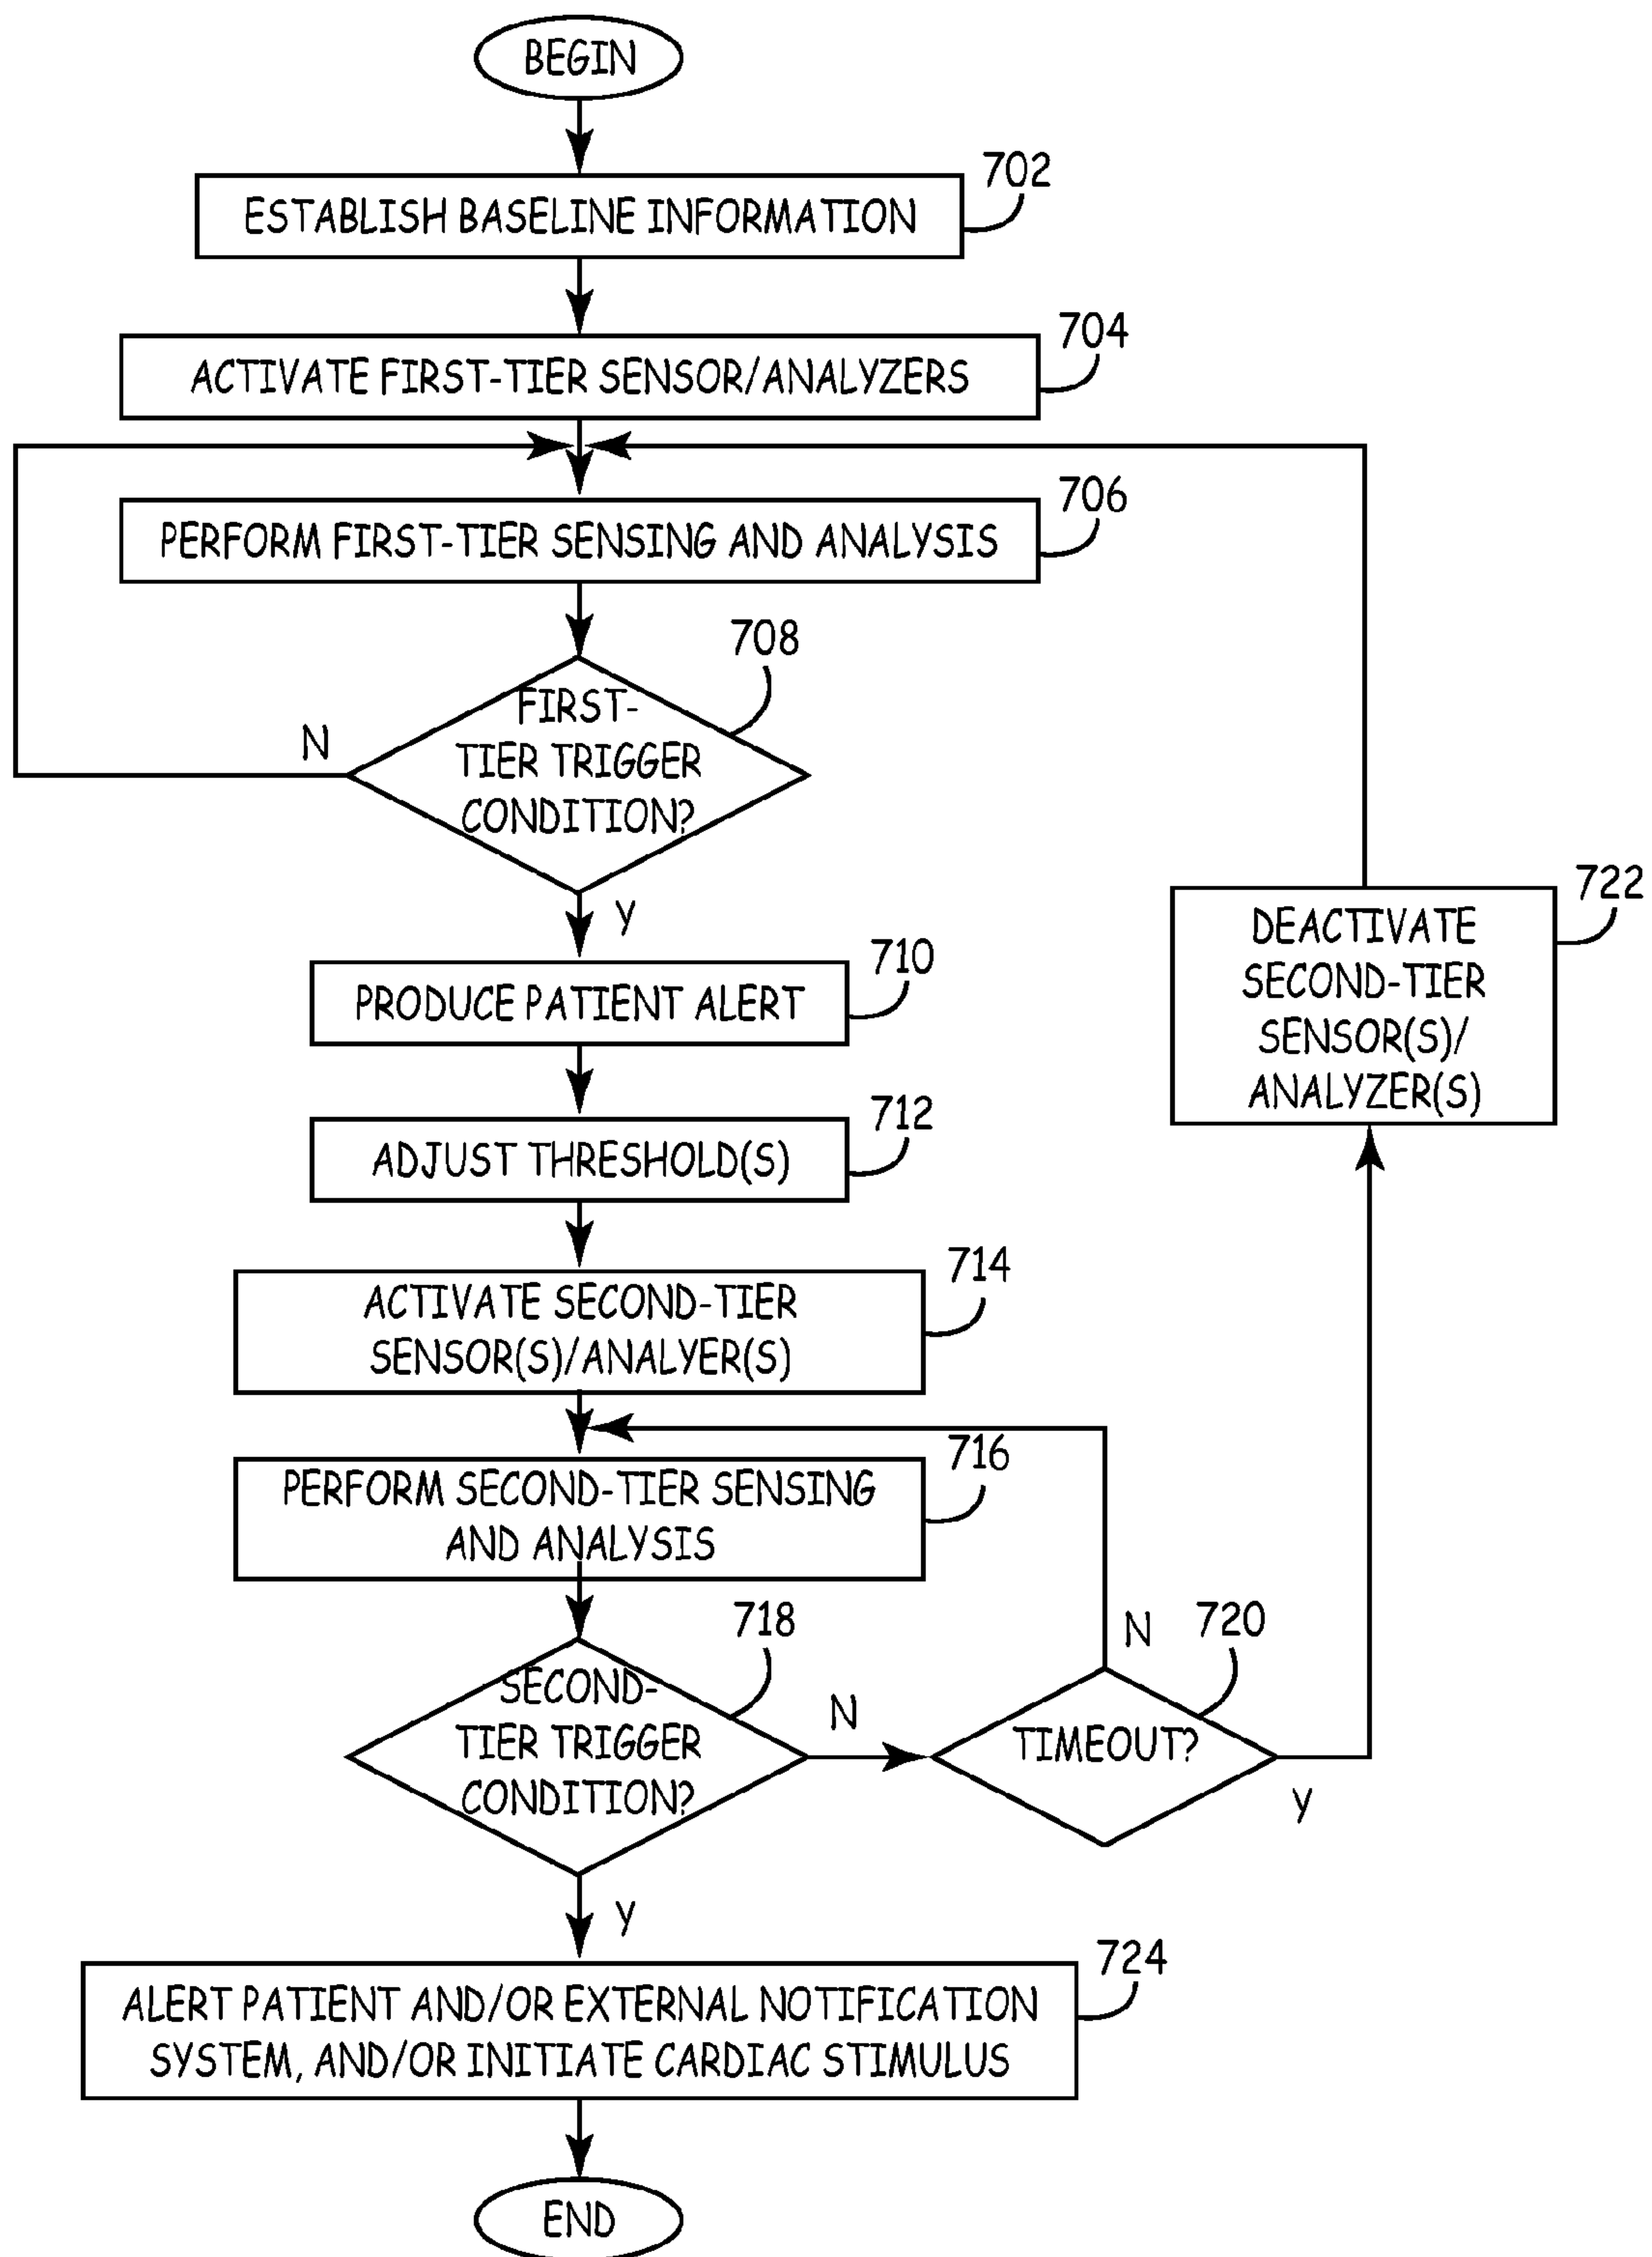 BEGIN
702
ESTABLISH BASELINE INFORMATION
704
ACTIVATE FIRST-TIER SENSOR/ANALYZERS
706
PERFORM FIRST-TIER SENSING AND ANALYSIS
708
FIRST-
TIER TRIGGER
CONDITION?
N
Y
710
PRODUCE PATIENT ALERT
722
DEACTIVATE
SECOND-TIER
SENSOR(S)/
ANALYZER(S)
712
ADJUST THRESHOLD(S)
714
ACTIVATE SECOND-TIER
SENSOR(S)/ANALYER(S)
716
PERFORM SECOND-TIER SENSING
AND ANALYSIS
718
SECOND-
TIER TRIGGER
CONDITION?
N
N
720
TIMEOUT?
Y
Y
724
ALERT PATIENT AND/OR EXTERNAL NOTIFICATION
SYSTEM, AND/OR INITIATE CARDIAC STIMULUS
END